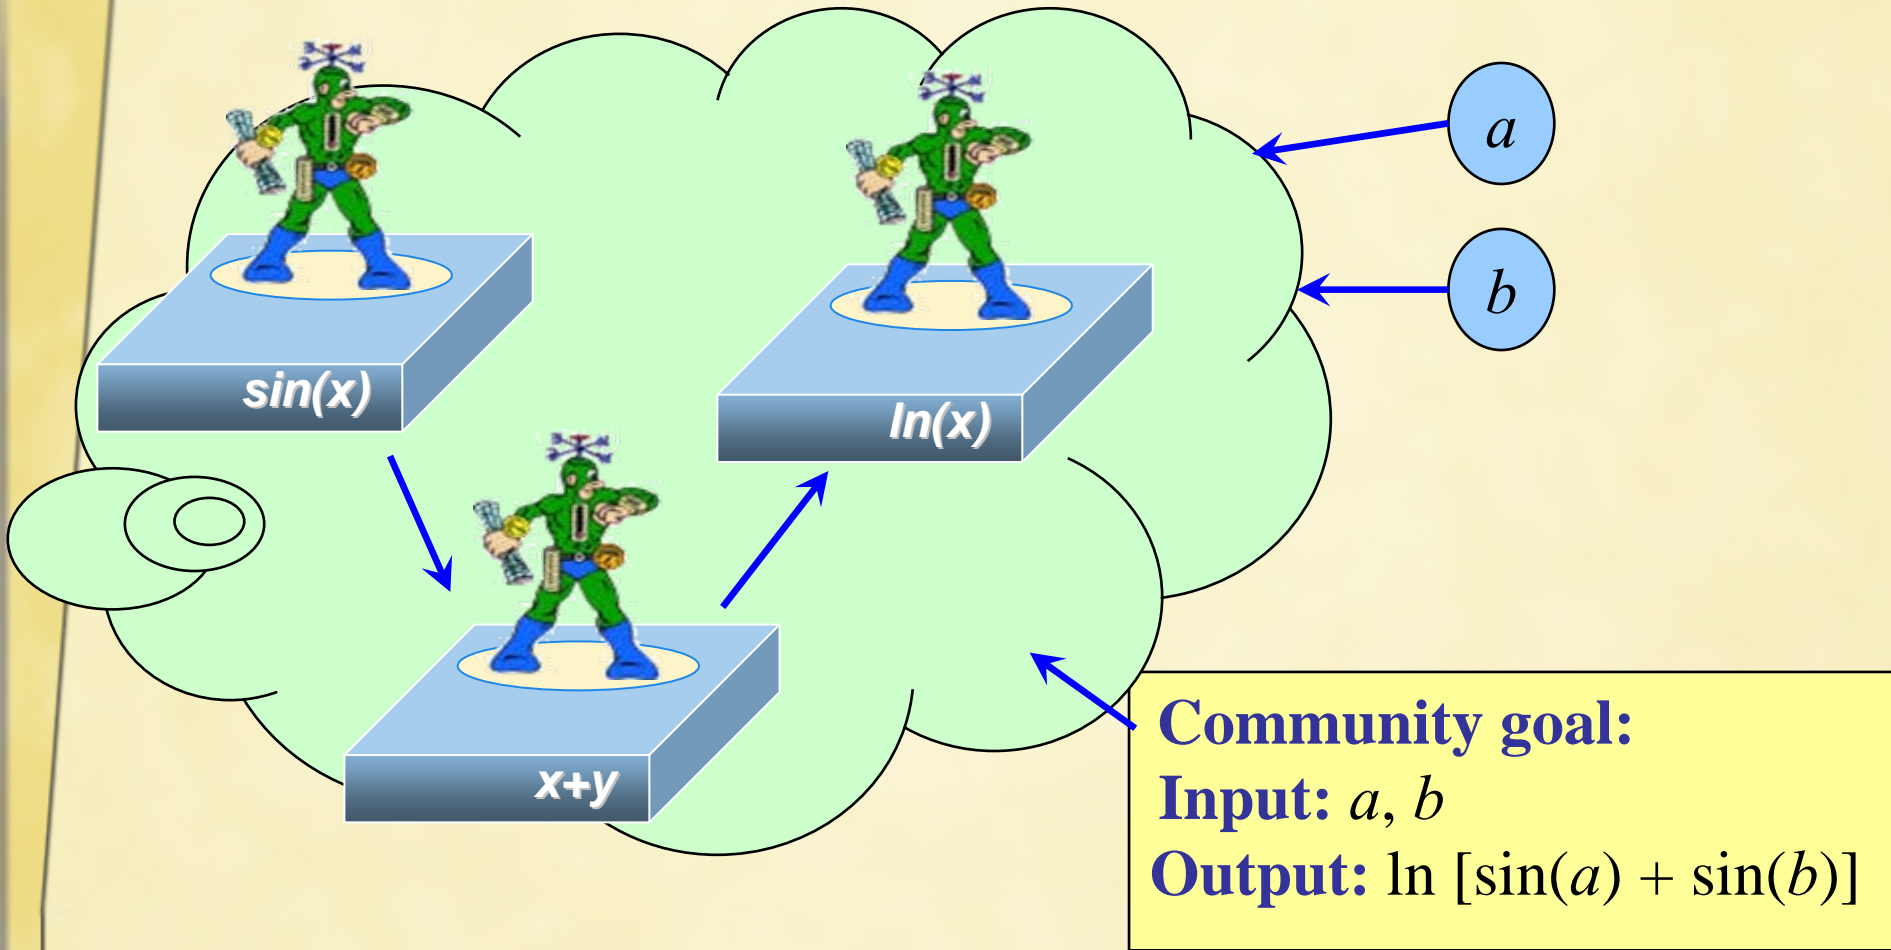 a
b
sin(x)
ln(x)
x+y
Community goal:
Input: a, b
Output: ln [sin(a) + sin(b)]